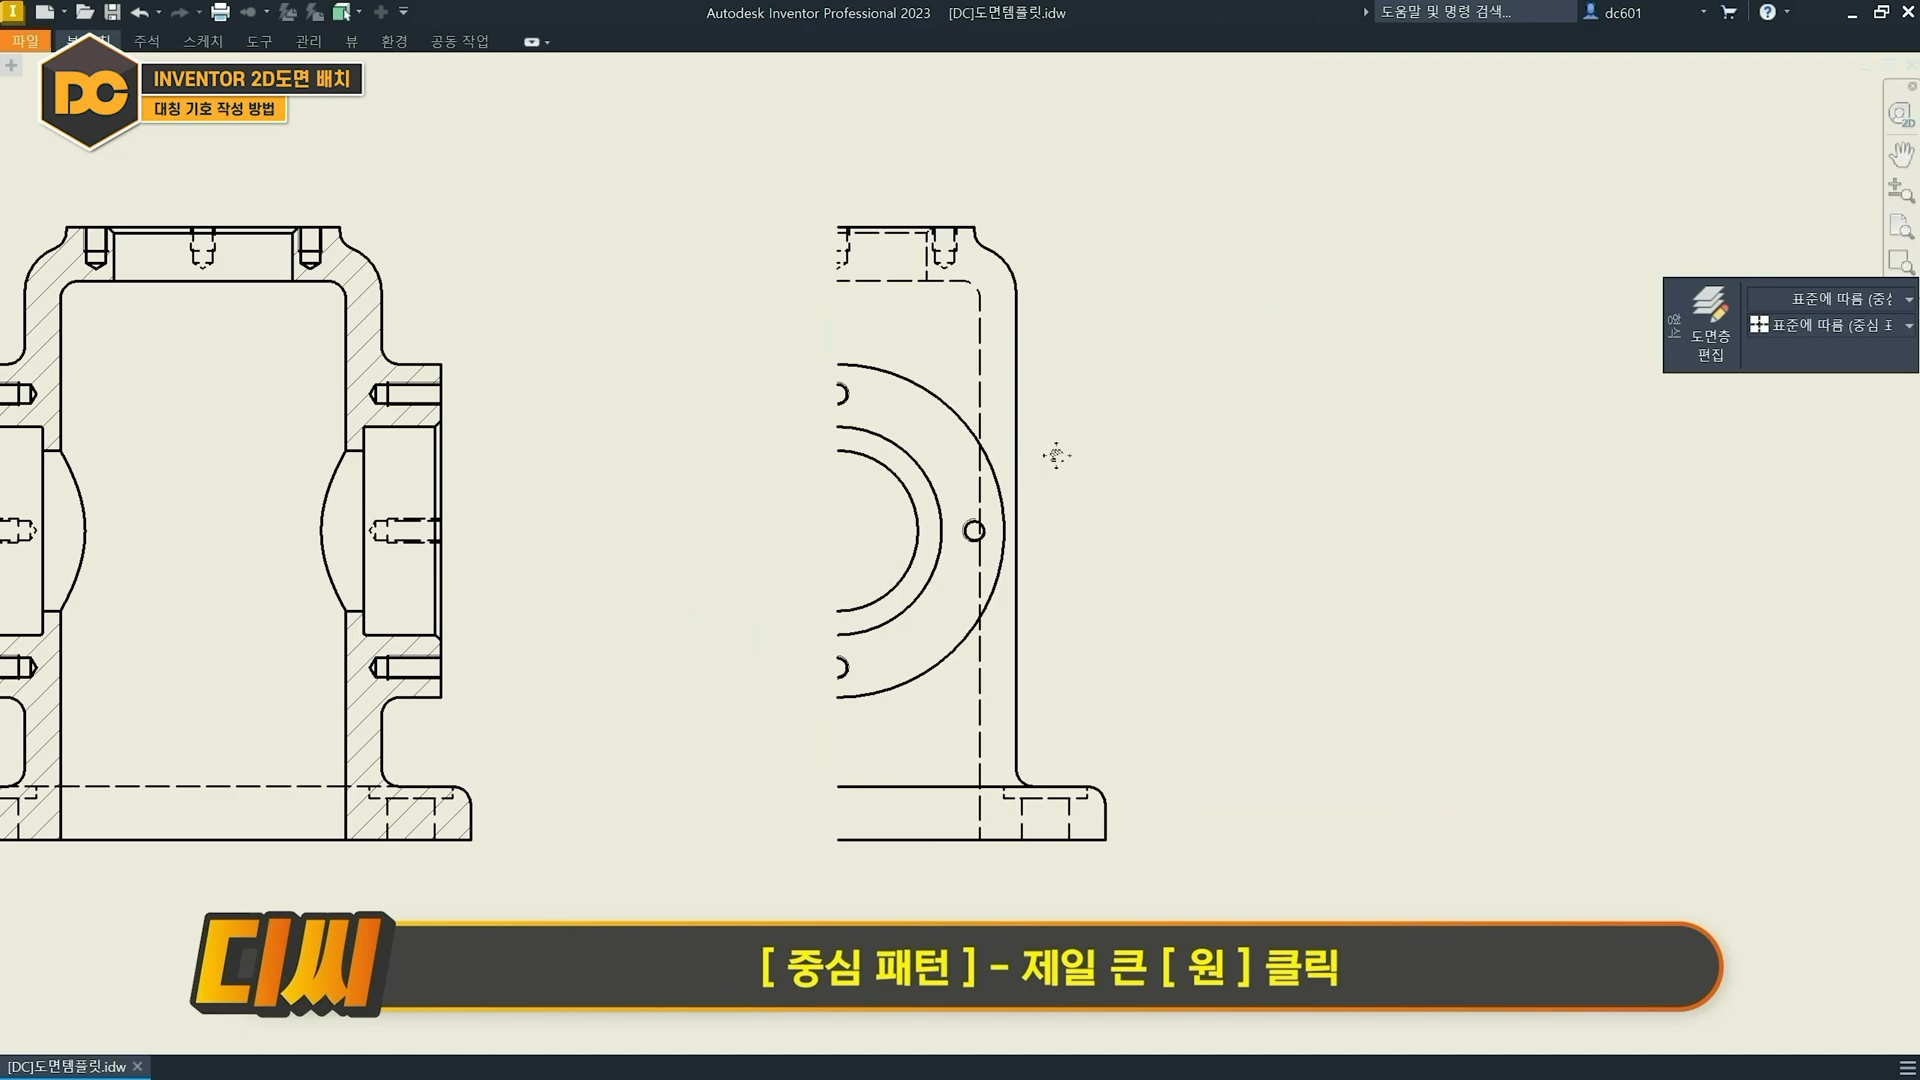 Autodesk Inventor Professional 2023 [DC]도면템플릿.idw
도움말 및 명령 검색...
dc601
파일
주석
스케치
도구
관리
뷰
환경
공동 작업
DC
INVENTOR 2D도면 배치
대칭 기호 작성 방법
2D
도면층
편집
표준에 따름 (중심
표준에 따름 (중심 표
디씨
[ 중심 패턴 ] - 제일 큰 [ 원 ] 클릭
[DC]도면템플릿.idw